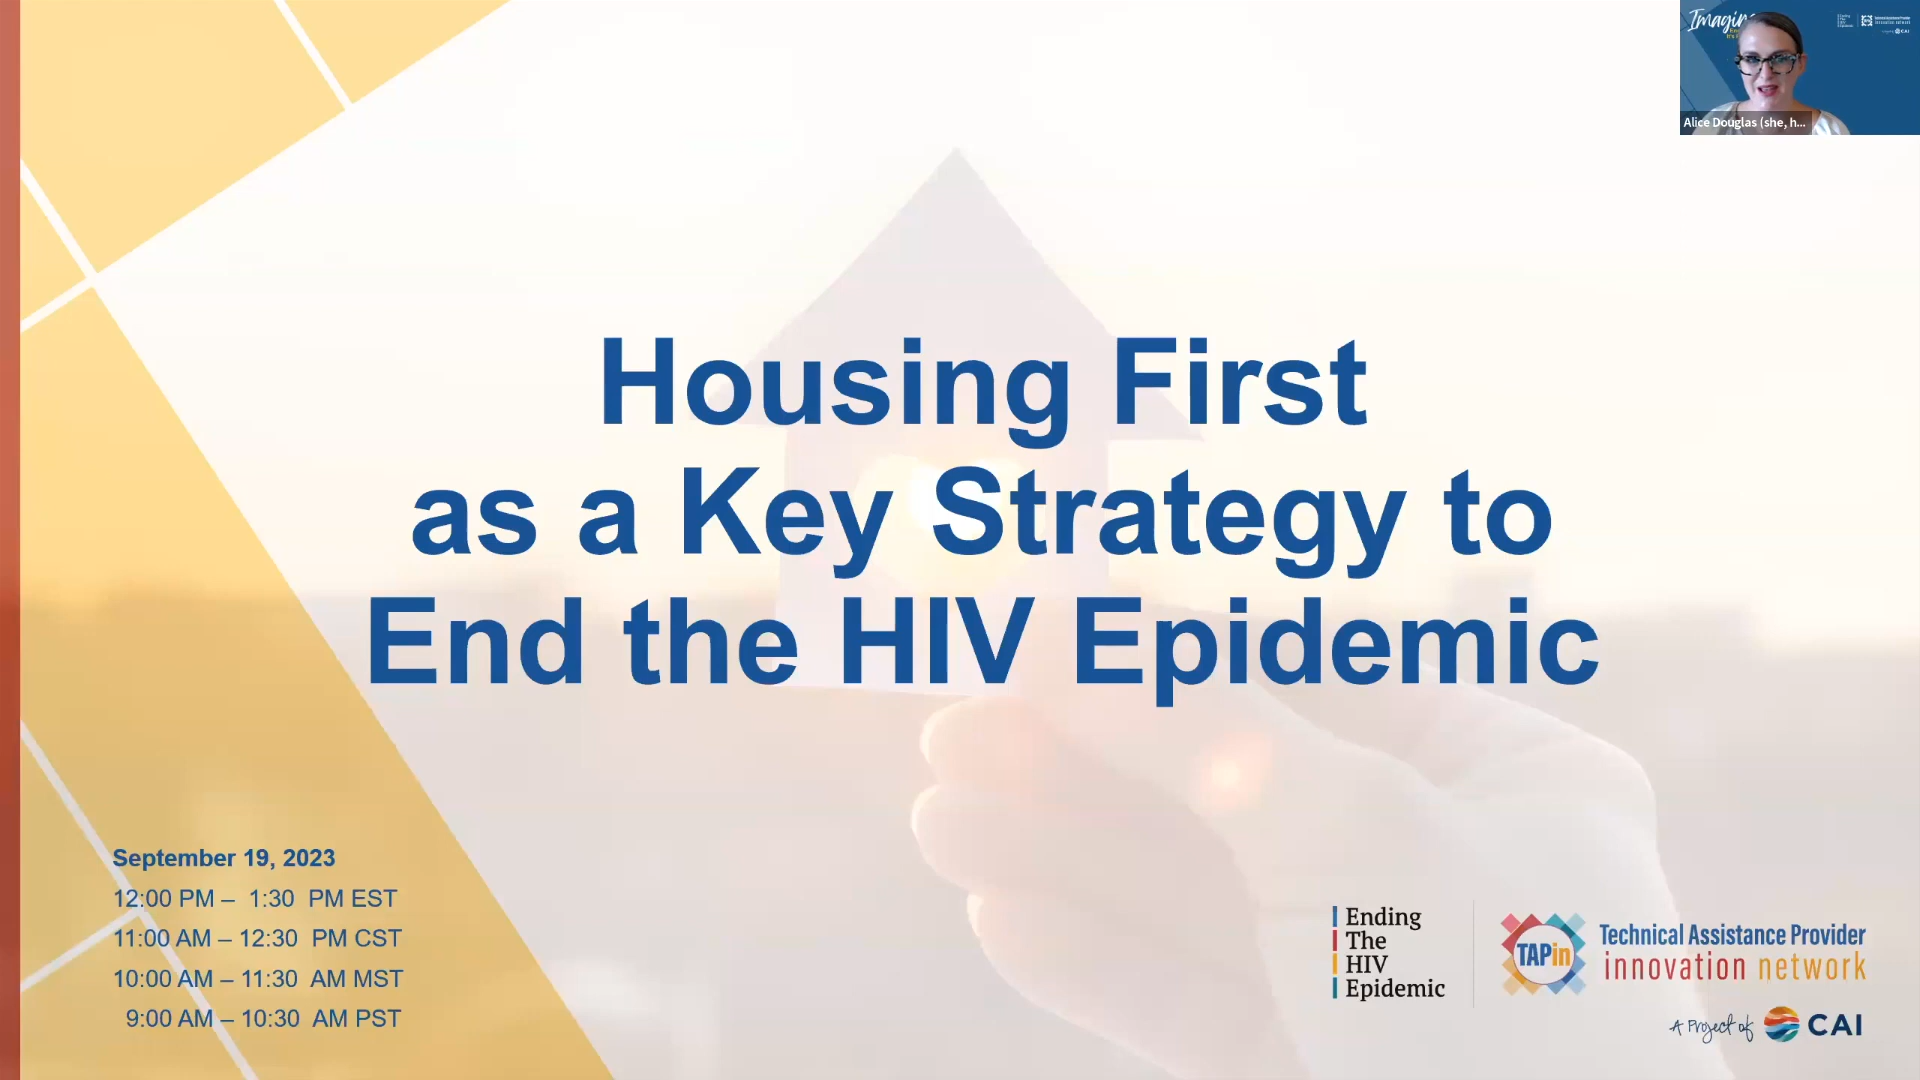 Imagine
Alice Douglas (she, h...
Housing First
as a Key Strategy to
End the HIV Epidemic
September 19, 2023
12:00 PM – 1:30 PM EST
11:00 AM – 12:30 PM CST
10:00 AM – 11:30 AM MST
9:00 AM – 10:30 AM PST
Ending
The
HIV
Epidemic
TAPin
Technical Assistance Provider
innovation network
A Project of CAI